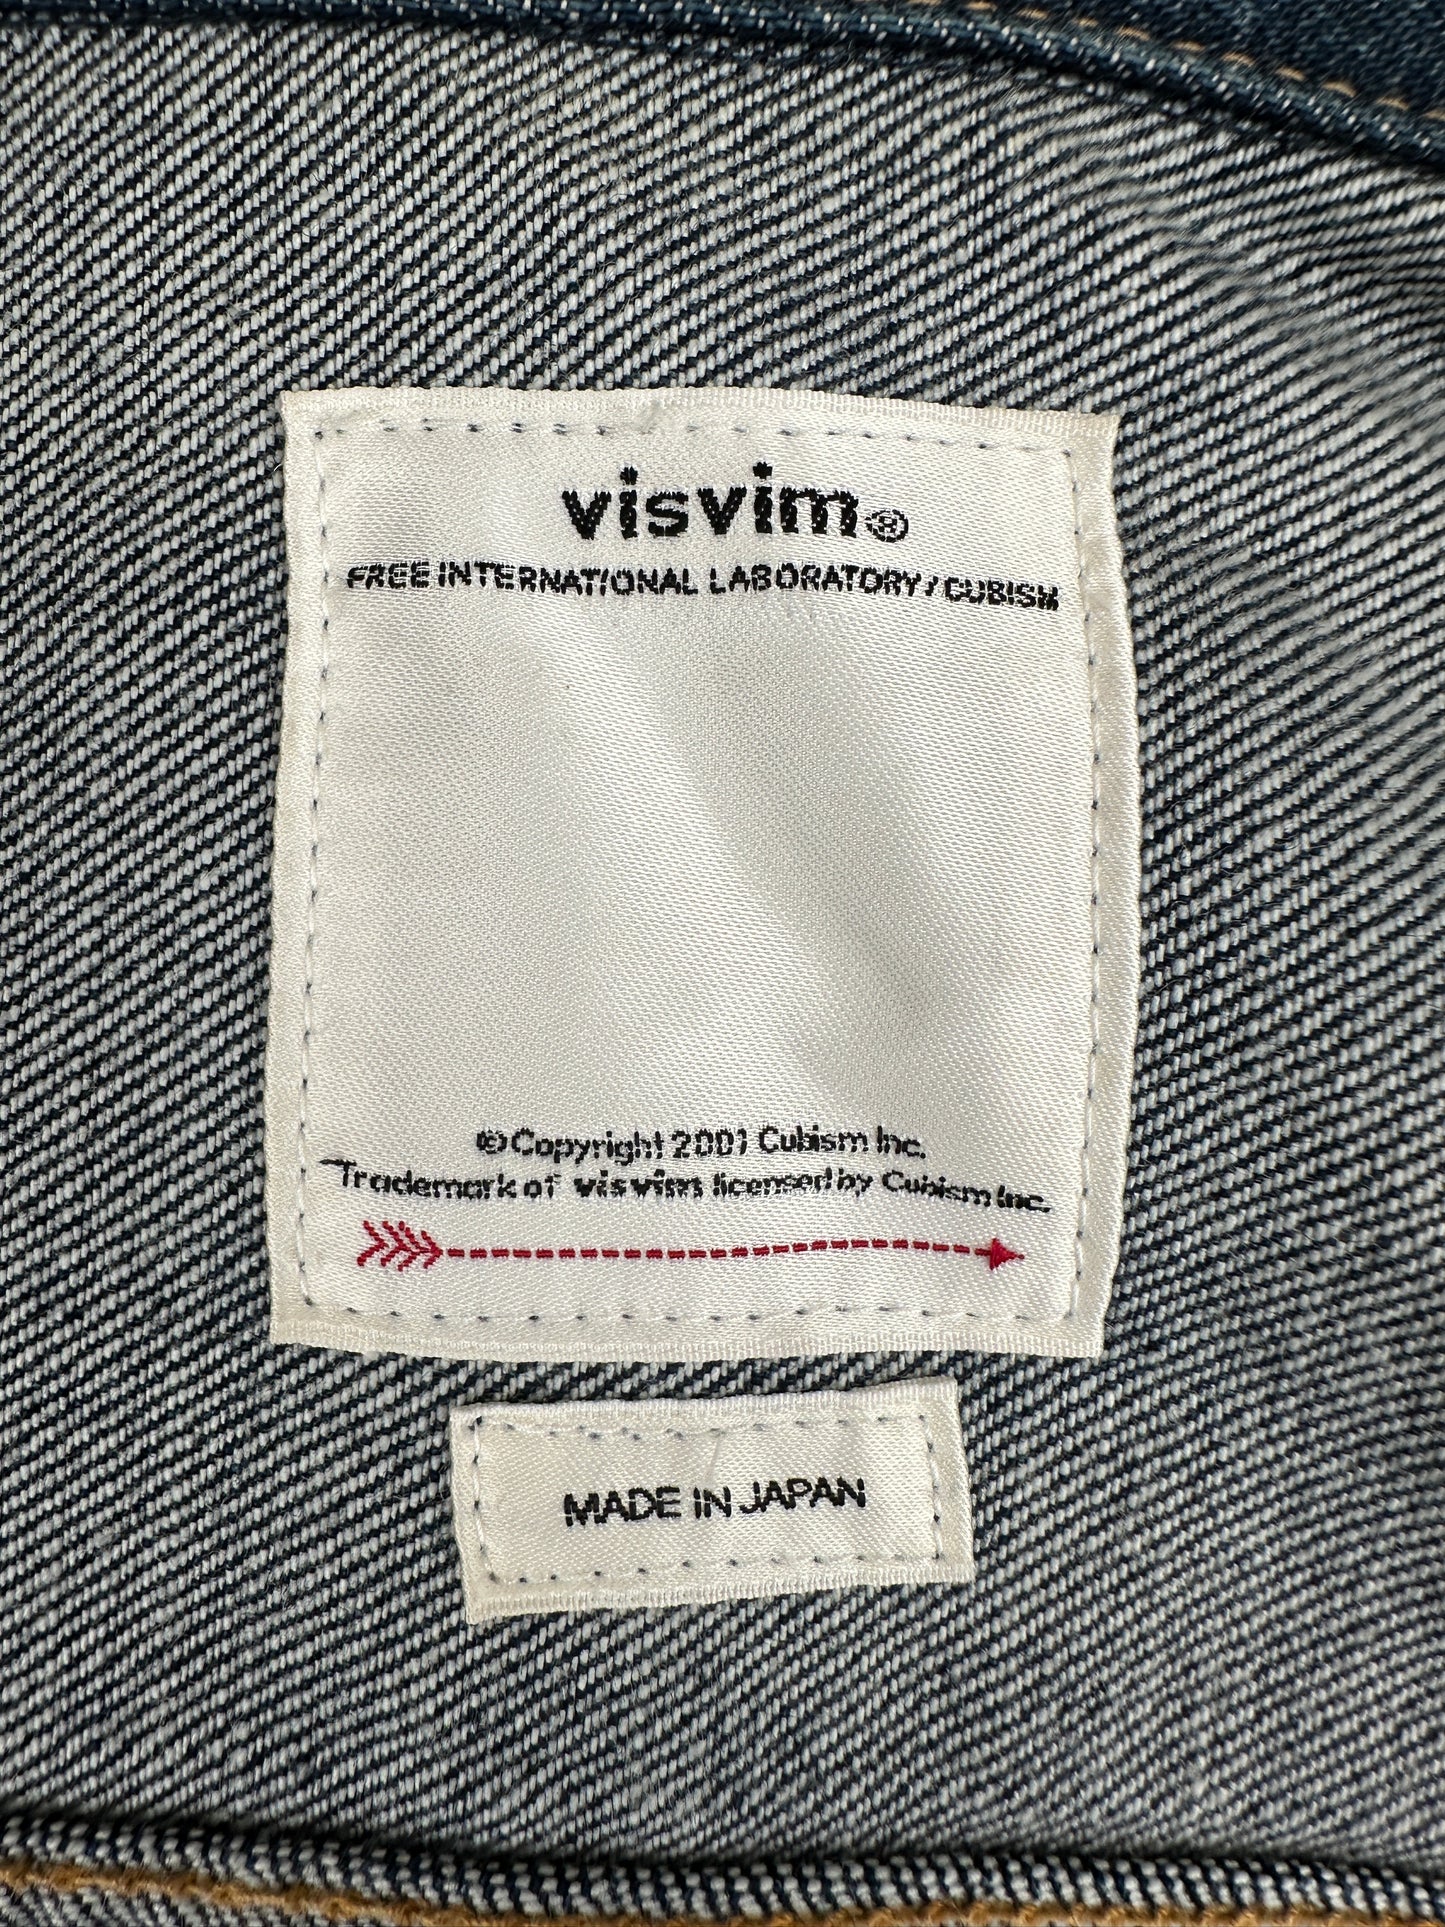 visvim®
FREE INTERNATIONAL LABORATORY / CUBISM
© Copyright 2001 Cubism Inc.
Trademark of visvim licensed by Cubism Inc.
MADE IN JAPAN